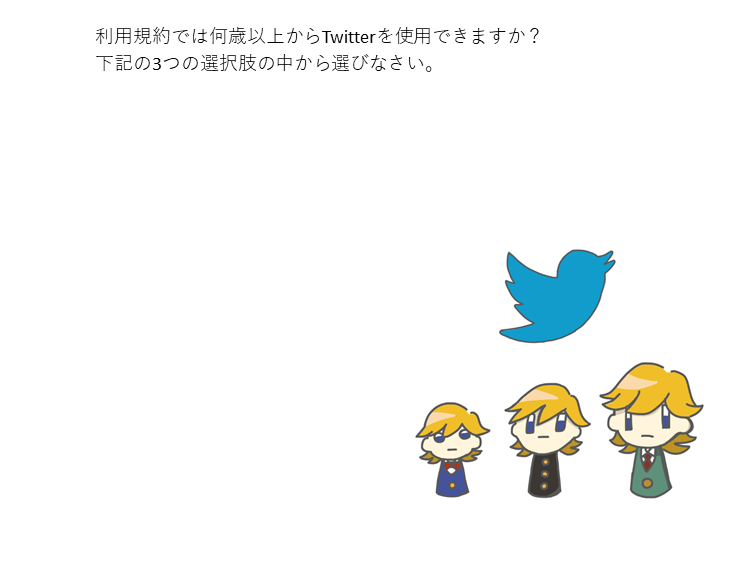 利用規約では何歳以上からTwitterを使用できますか？
下記の3つの選択肢の中から選びなさい。